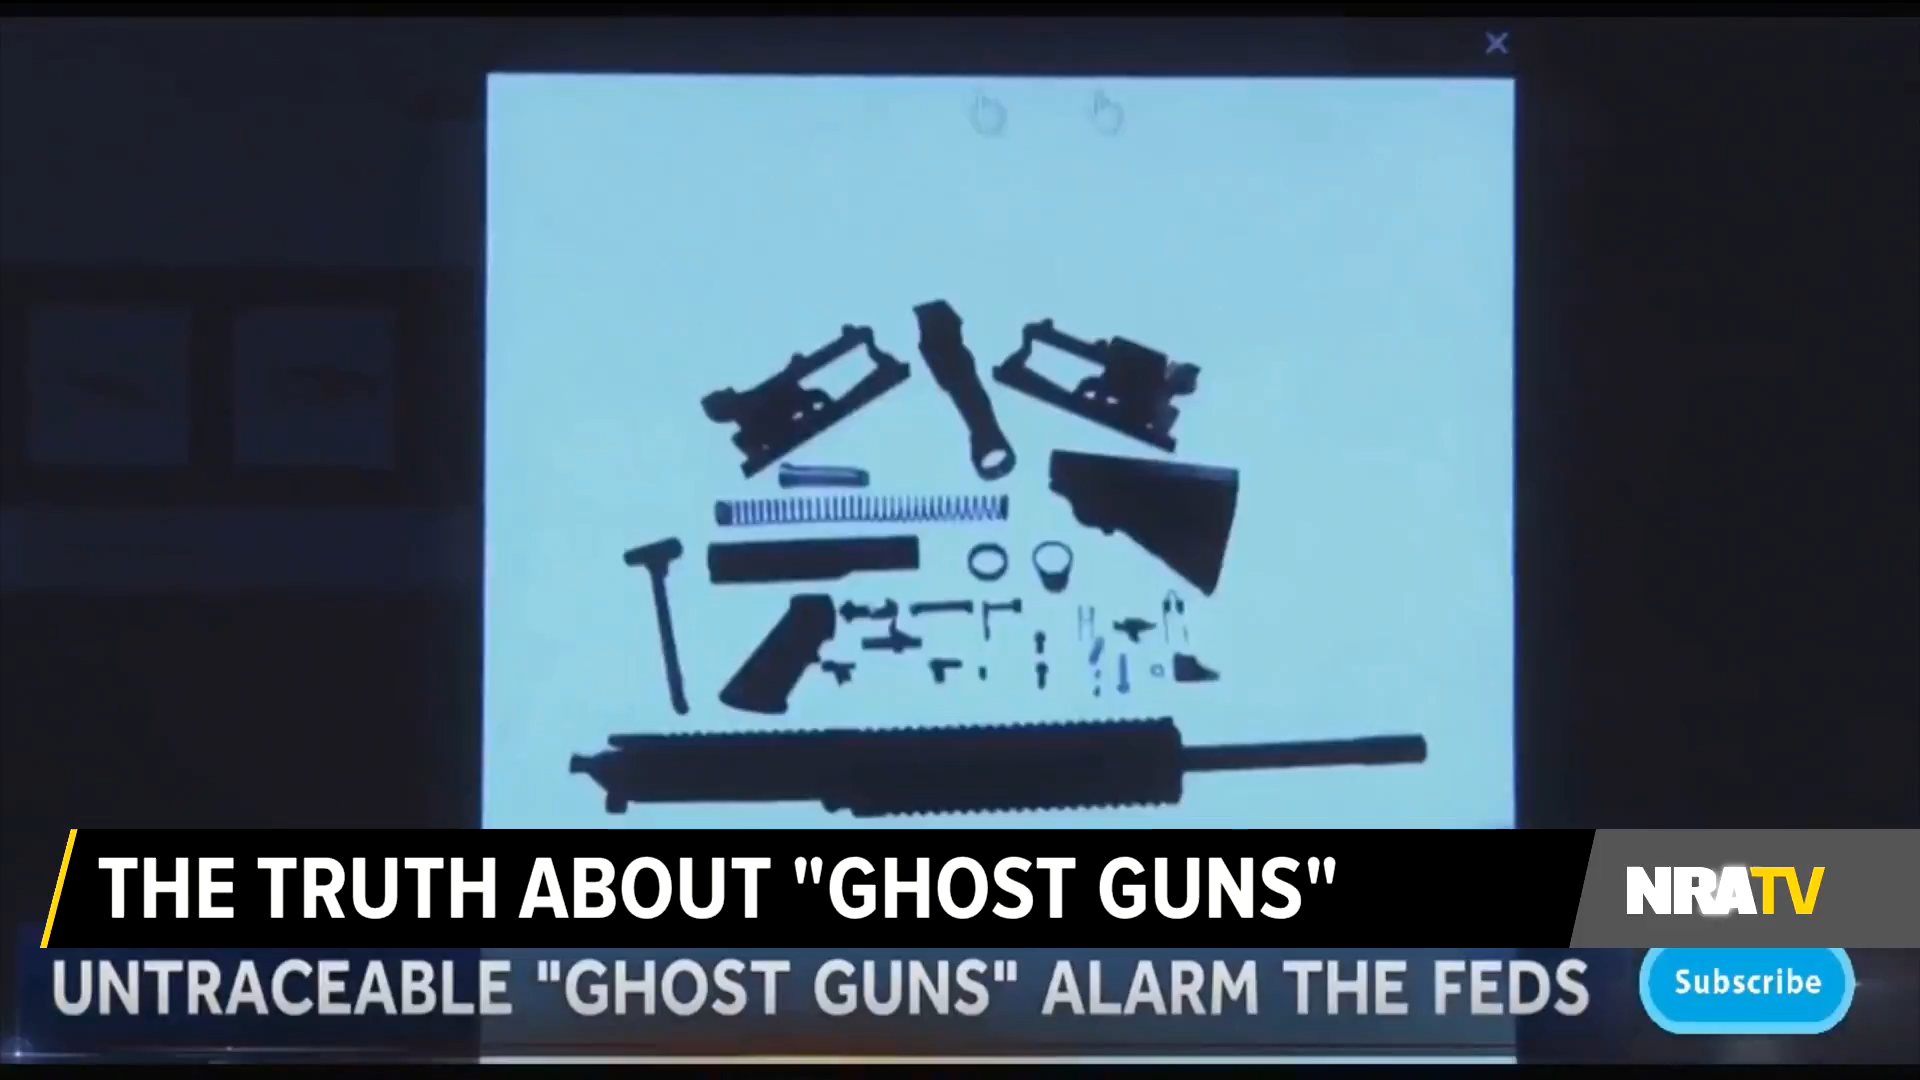 THE TRUTH ABOUT "GHOST GUNS"
NRATV
UNTRACEABLE "GHOST GUNS" ALARM THE FEDS
Subscribe